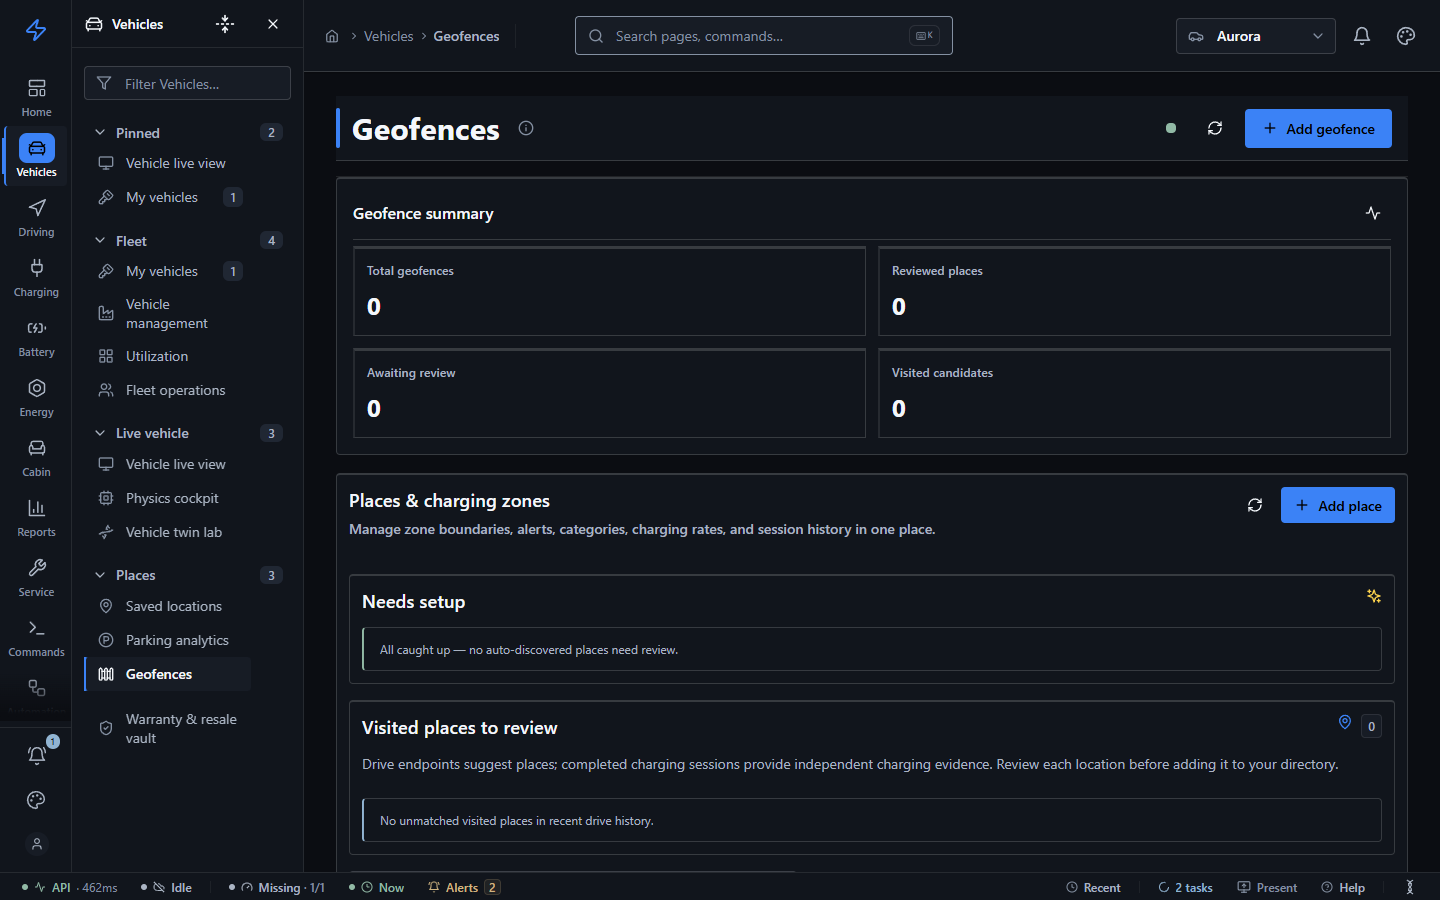 Home
Vehicles
Driving
Charging
Battery
Energy
Cabin
Reports
Service
Commands
1
Vehicles
Filter Vehicles...
Pinned 2
Vehicle live view
My vehicles 1
Fleet 4
My vehicles 1
Vehicle
management
Utilization
Fleet operations
Live vehicle 3
Vehicle live view
Physics cockpit
Vehicle twin lab
Places 3
Saved locations
Parking analytics
Geofences
Warranty & resale
vault
Vehicles Geofences
Search pages, commands... K
Aurora
Geofences
Add geofence
Geofence summary
Total geofences
0
Reviewed places
0
Awaiting review
0
Visited candidates
0
Places & charging zones
Add place
Manage zone boundaries, alerts, categories, charging rates, and session history in one place.
Needs setup
All caught up — no auto-discovered places need review.
Visited places to review
0
Drive endpoints suggest places; completed charging sessions provide independent charging evidence. Review each location before adding it to your directory.
No unmatched visited places in recent drive history.
API · 462ms Idle Missing · 1/1 Now Alerts 2 Recent 2 tasks Present Help